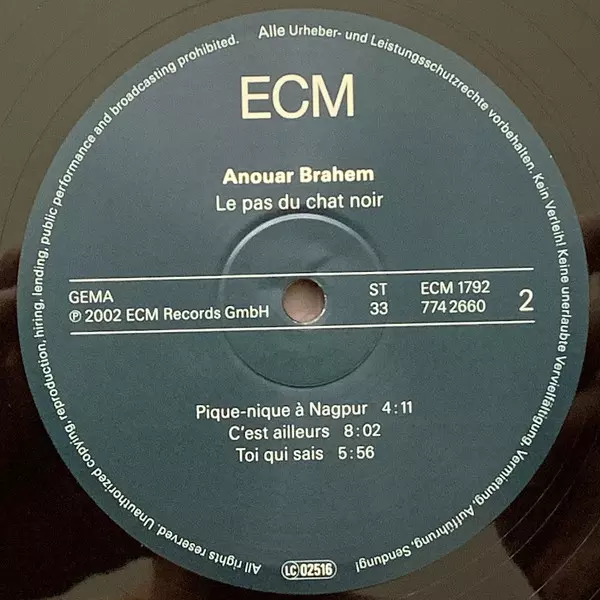 Alle Urheber- und Leistungsschutzrechte vorbehalten. Kein Verleih! Keine unerlaubte Vervielfältigung, Vermietung, Aufführung, Sendung!
ECM
Anouar Brahem
Le pas du chat noir
GEMA ST ECM 1792
℗ 2002 ECM Records GmbH 33 774 2660 2
Pique-nique à Nagpur 4:11
C'est ailleurs 8:02
Toi qui sais 5:56
LC 02516
All rights reserved. Unauthorized copying, reproduction, hiring, lending, public performance and broadcasting prohibited.